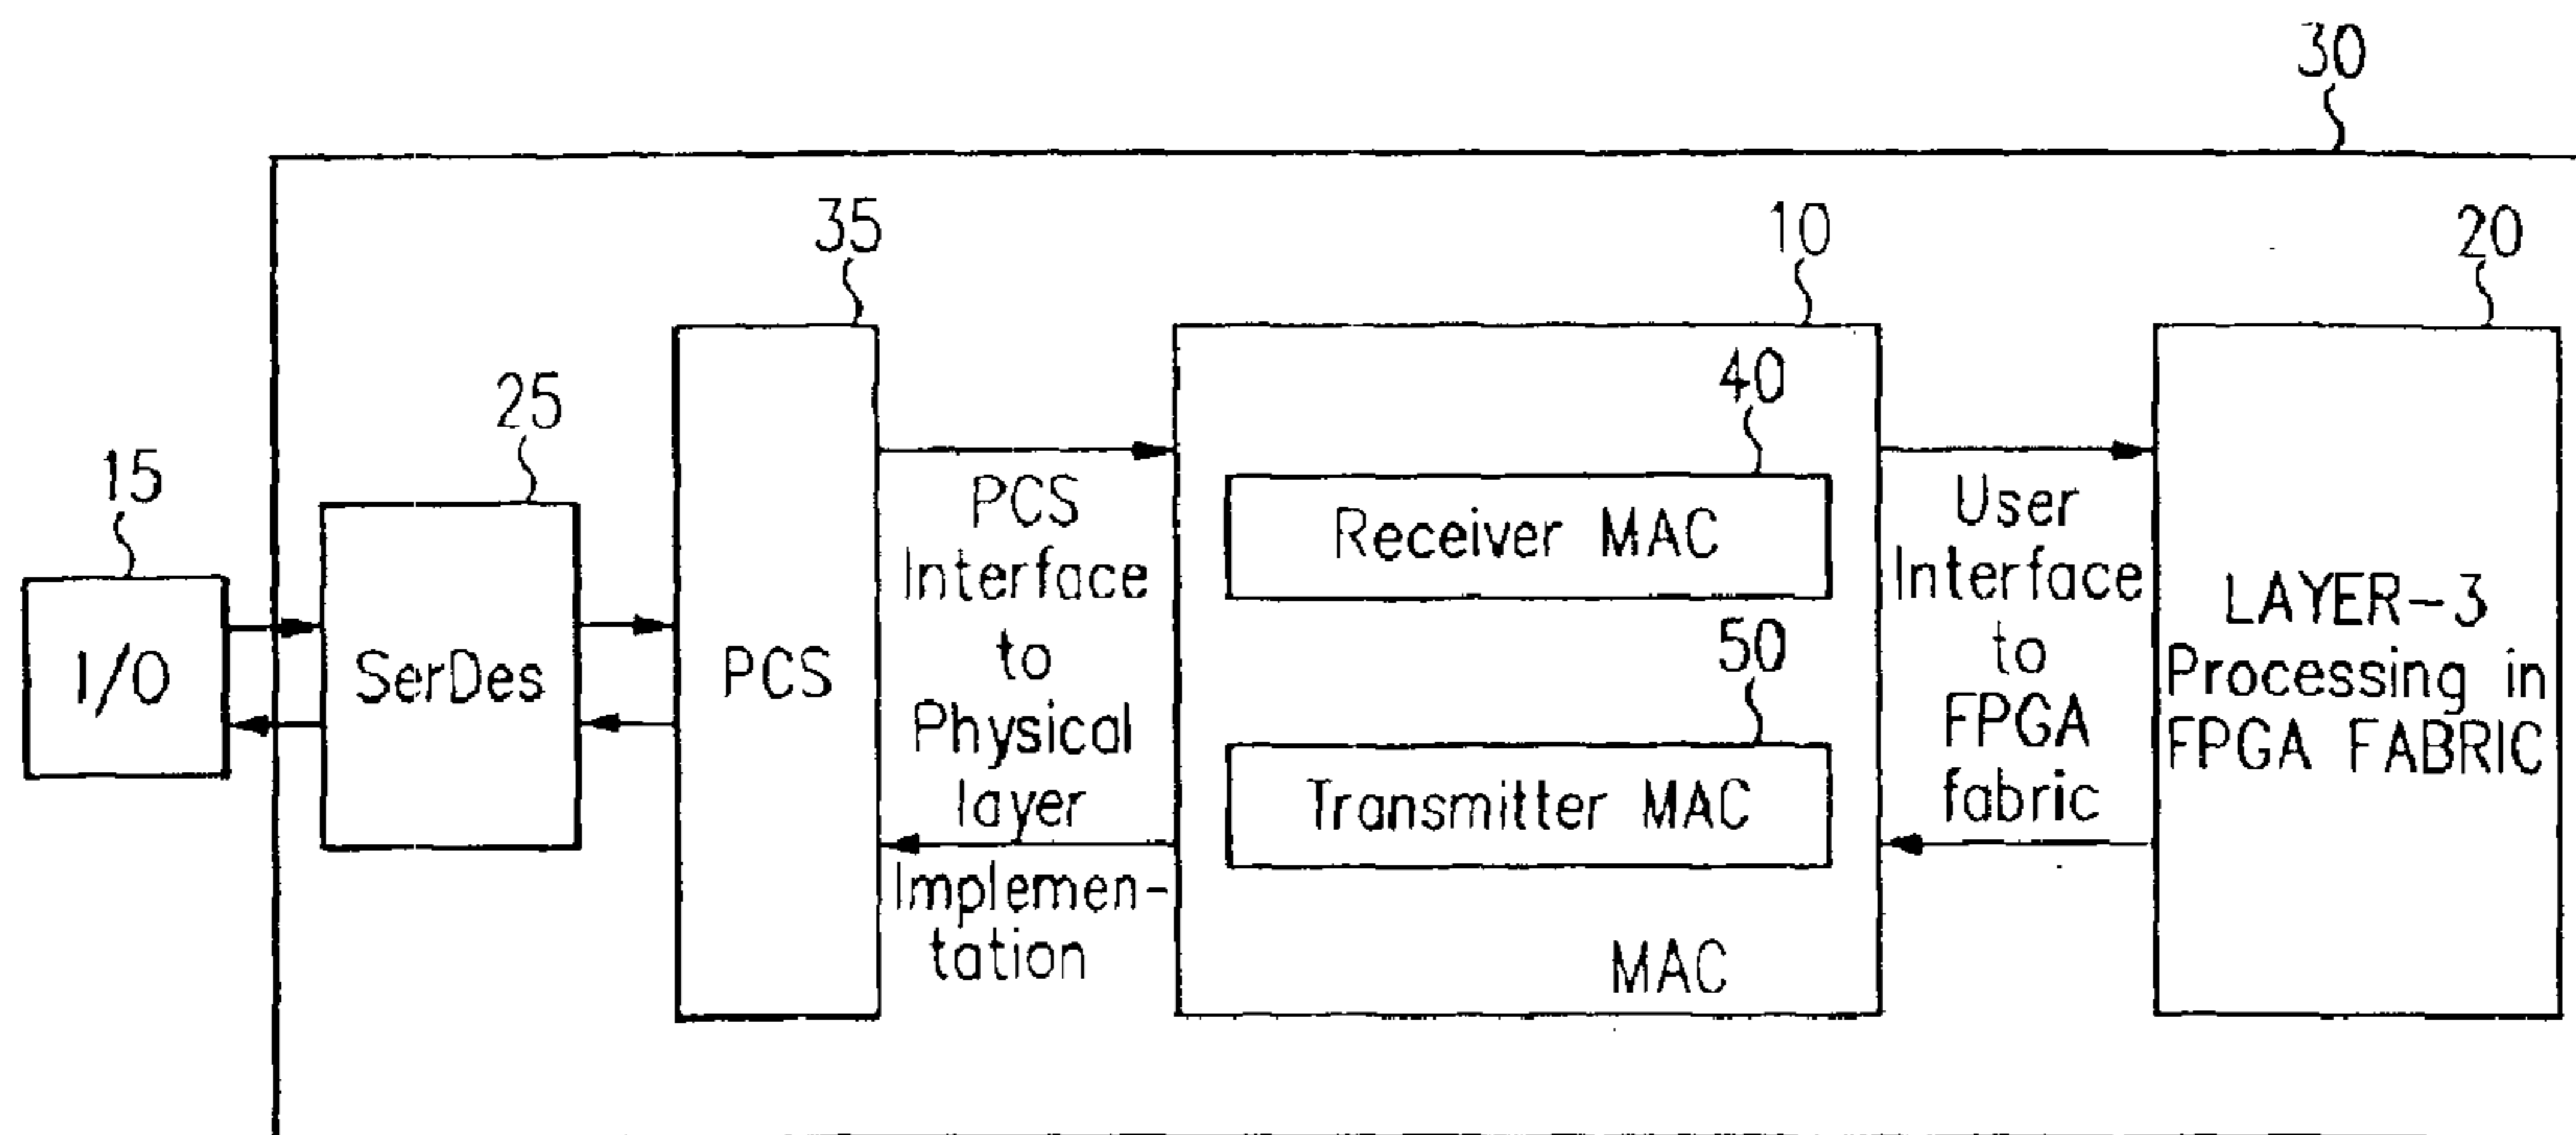 30
35
10
20
25
40
15
PCS
Interface
to
Physical
layer
Implemen-
tation
Receiver MAC
50
Transmitter MAC
MAC
User
Interface
to
FPGA
fabric
LAYER-3
Processing in
FPGA FABRIC
I/O
SerDes
PCS